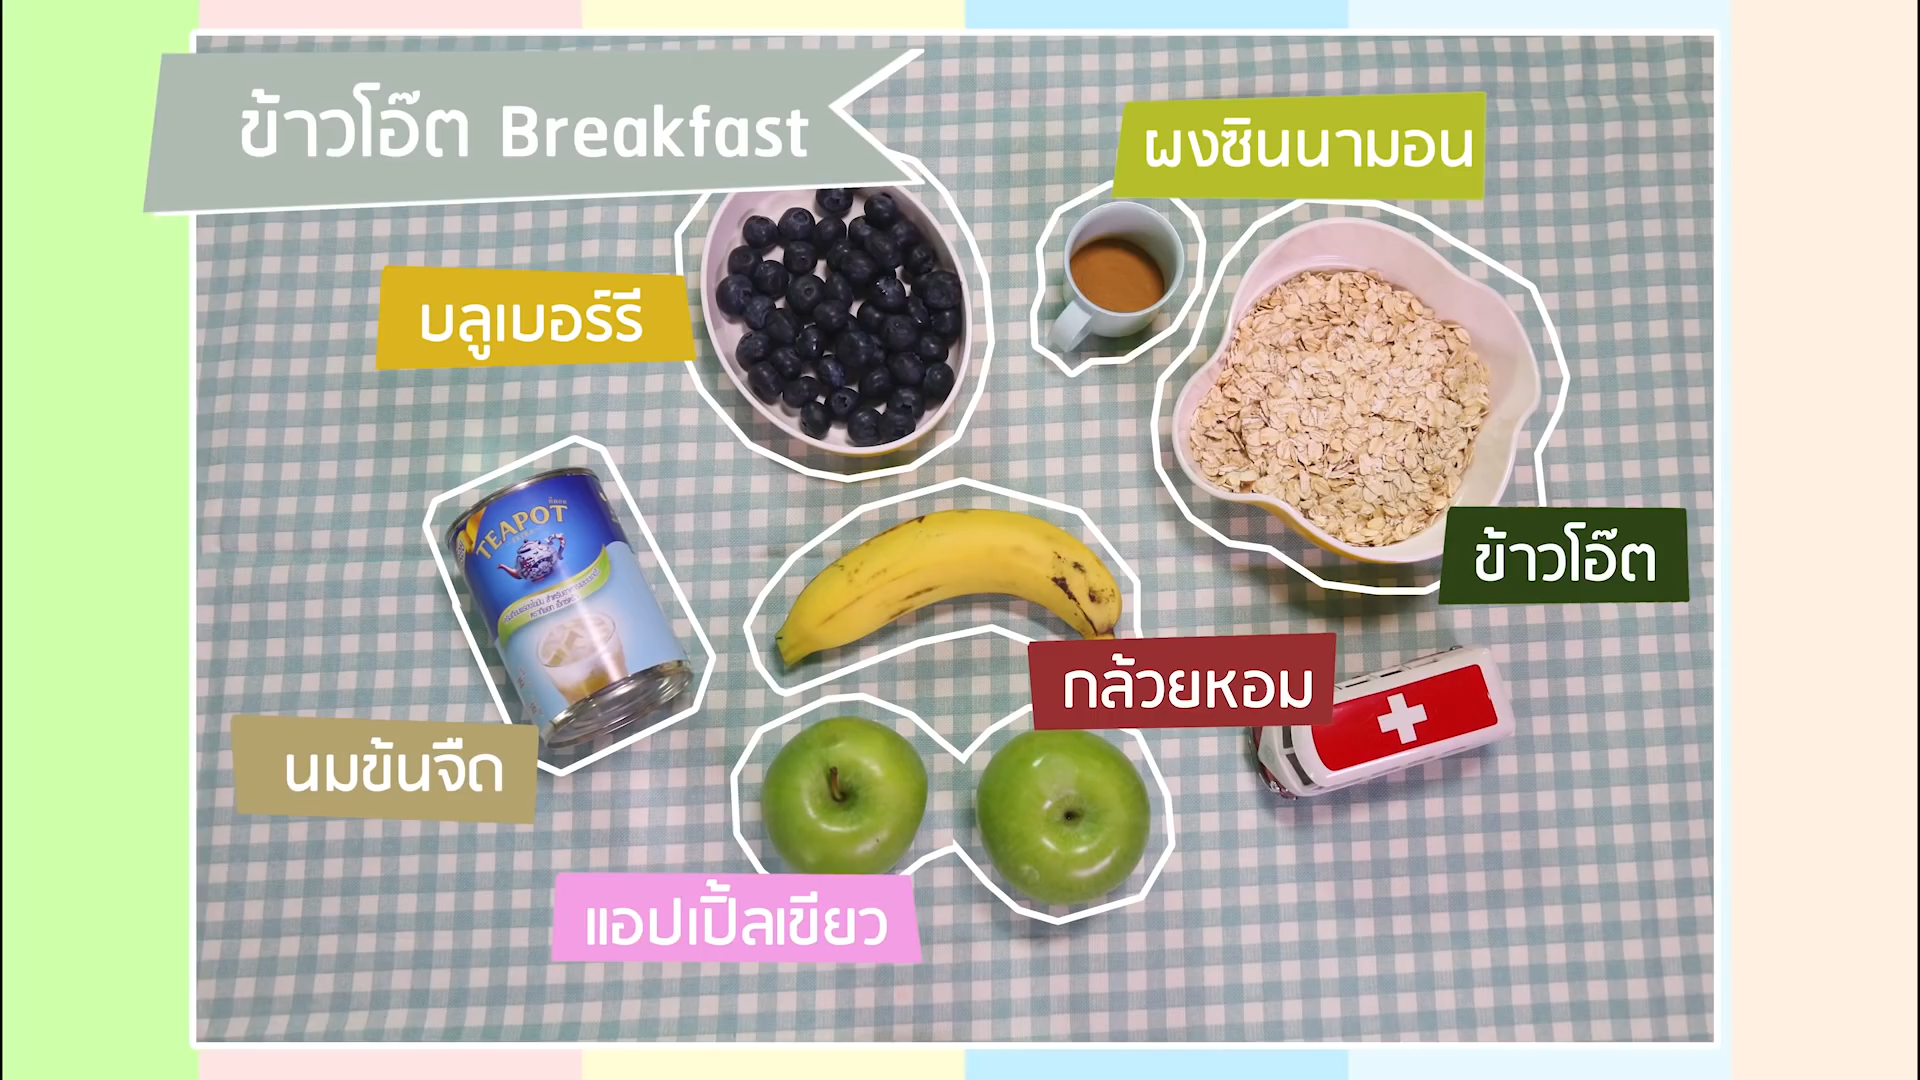 ข้าวโอ๊ต Breakfast
ผงซินนามอน
บลูเบอร์รี
TEAPOT
ข้าวโอ๊ต
กล้วยหอม
นมข้นจืด
แอปเปิ้ลเขียว